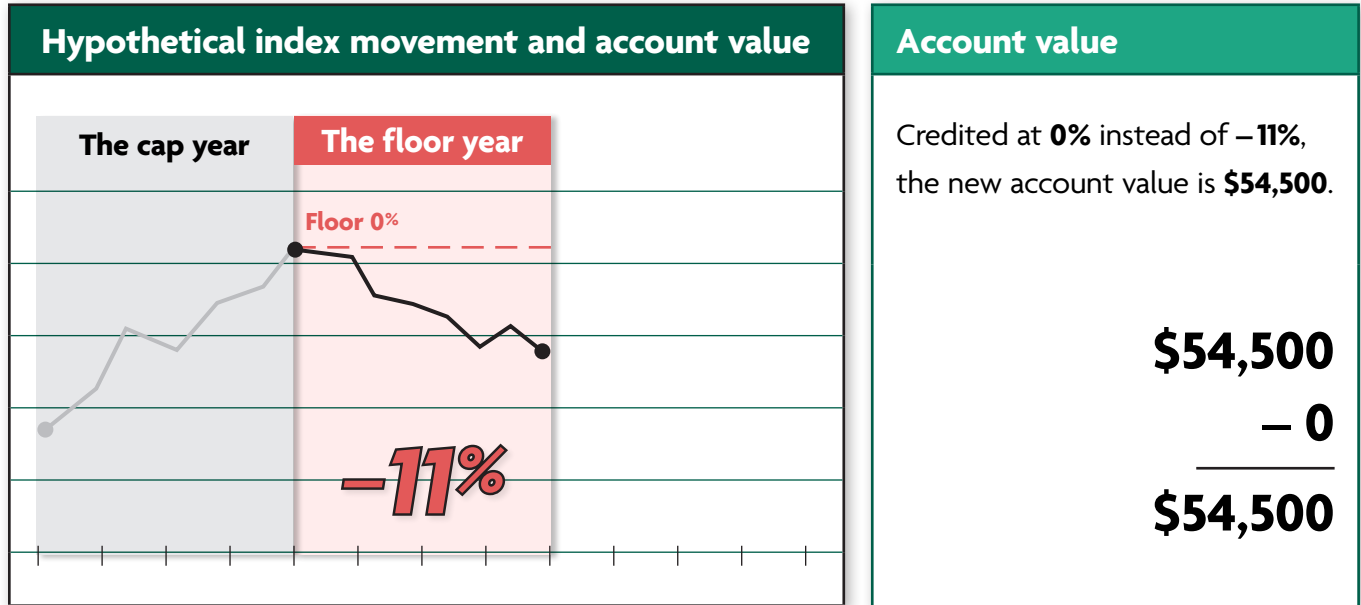 Hypothetical index movement and account value
The cap year
The floor year
Floor 0%
–11%
Account value
Credited at 0% instead of –11%,
the new account value is $54,500.
$54,500
– 0
$54,500